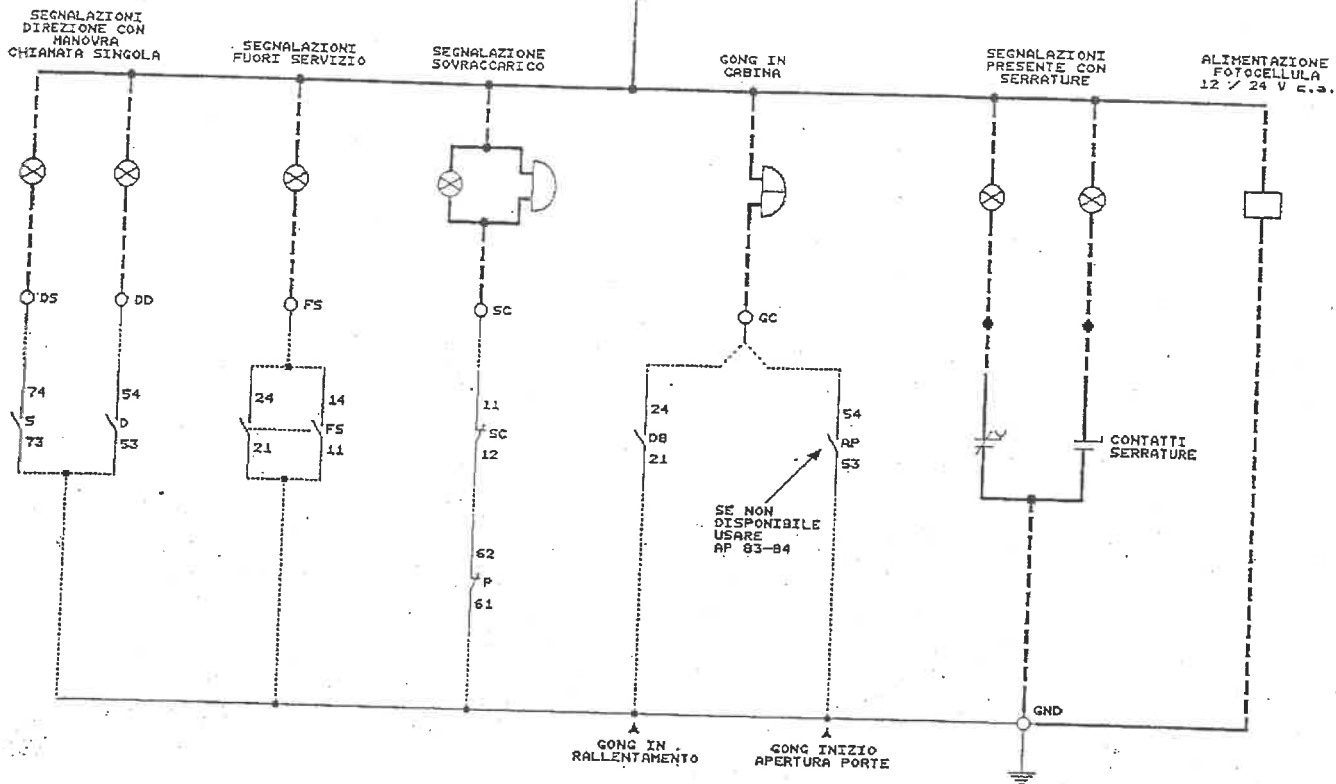 SEGNALAZIONI
DIREZIONE CON
MANOVRA
CHIAMATA SINGOLA
SEGNALAZIONI
FUORI SERVIZIO
SEGNALAZIONE
SOVRACCARICO
GONG IN
CABINA
SEGNALAZIONI
PRESENTE CON
SERRATURE
ALIMENTAZIONE
FOTOCELLULA
12 / 24 V c.a.
DS
DD
FS
SC
GC
74
S
73
54
D
53
24
21
14
FS
11
11
SC
12
62
P
61
24
DB
21
54
AP
53
SE NON
DISPONIBILE
USARE
AP 83-84
CONTATTI
SERRATURE
GND
GONG IN
RALLENTAMENTO
GONG INIZIO
APERTURA PORTE